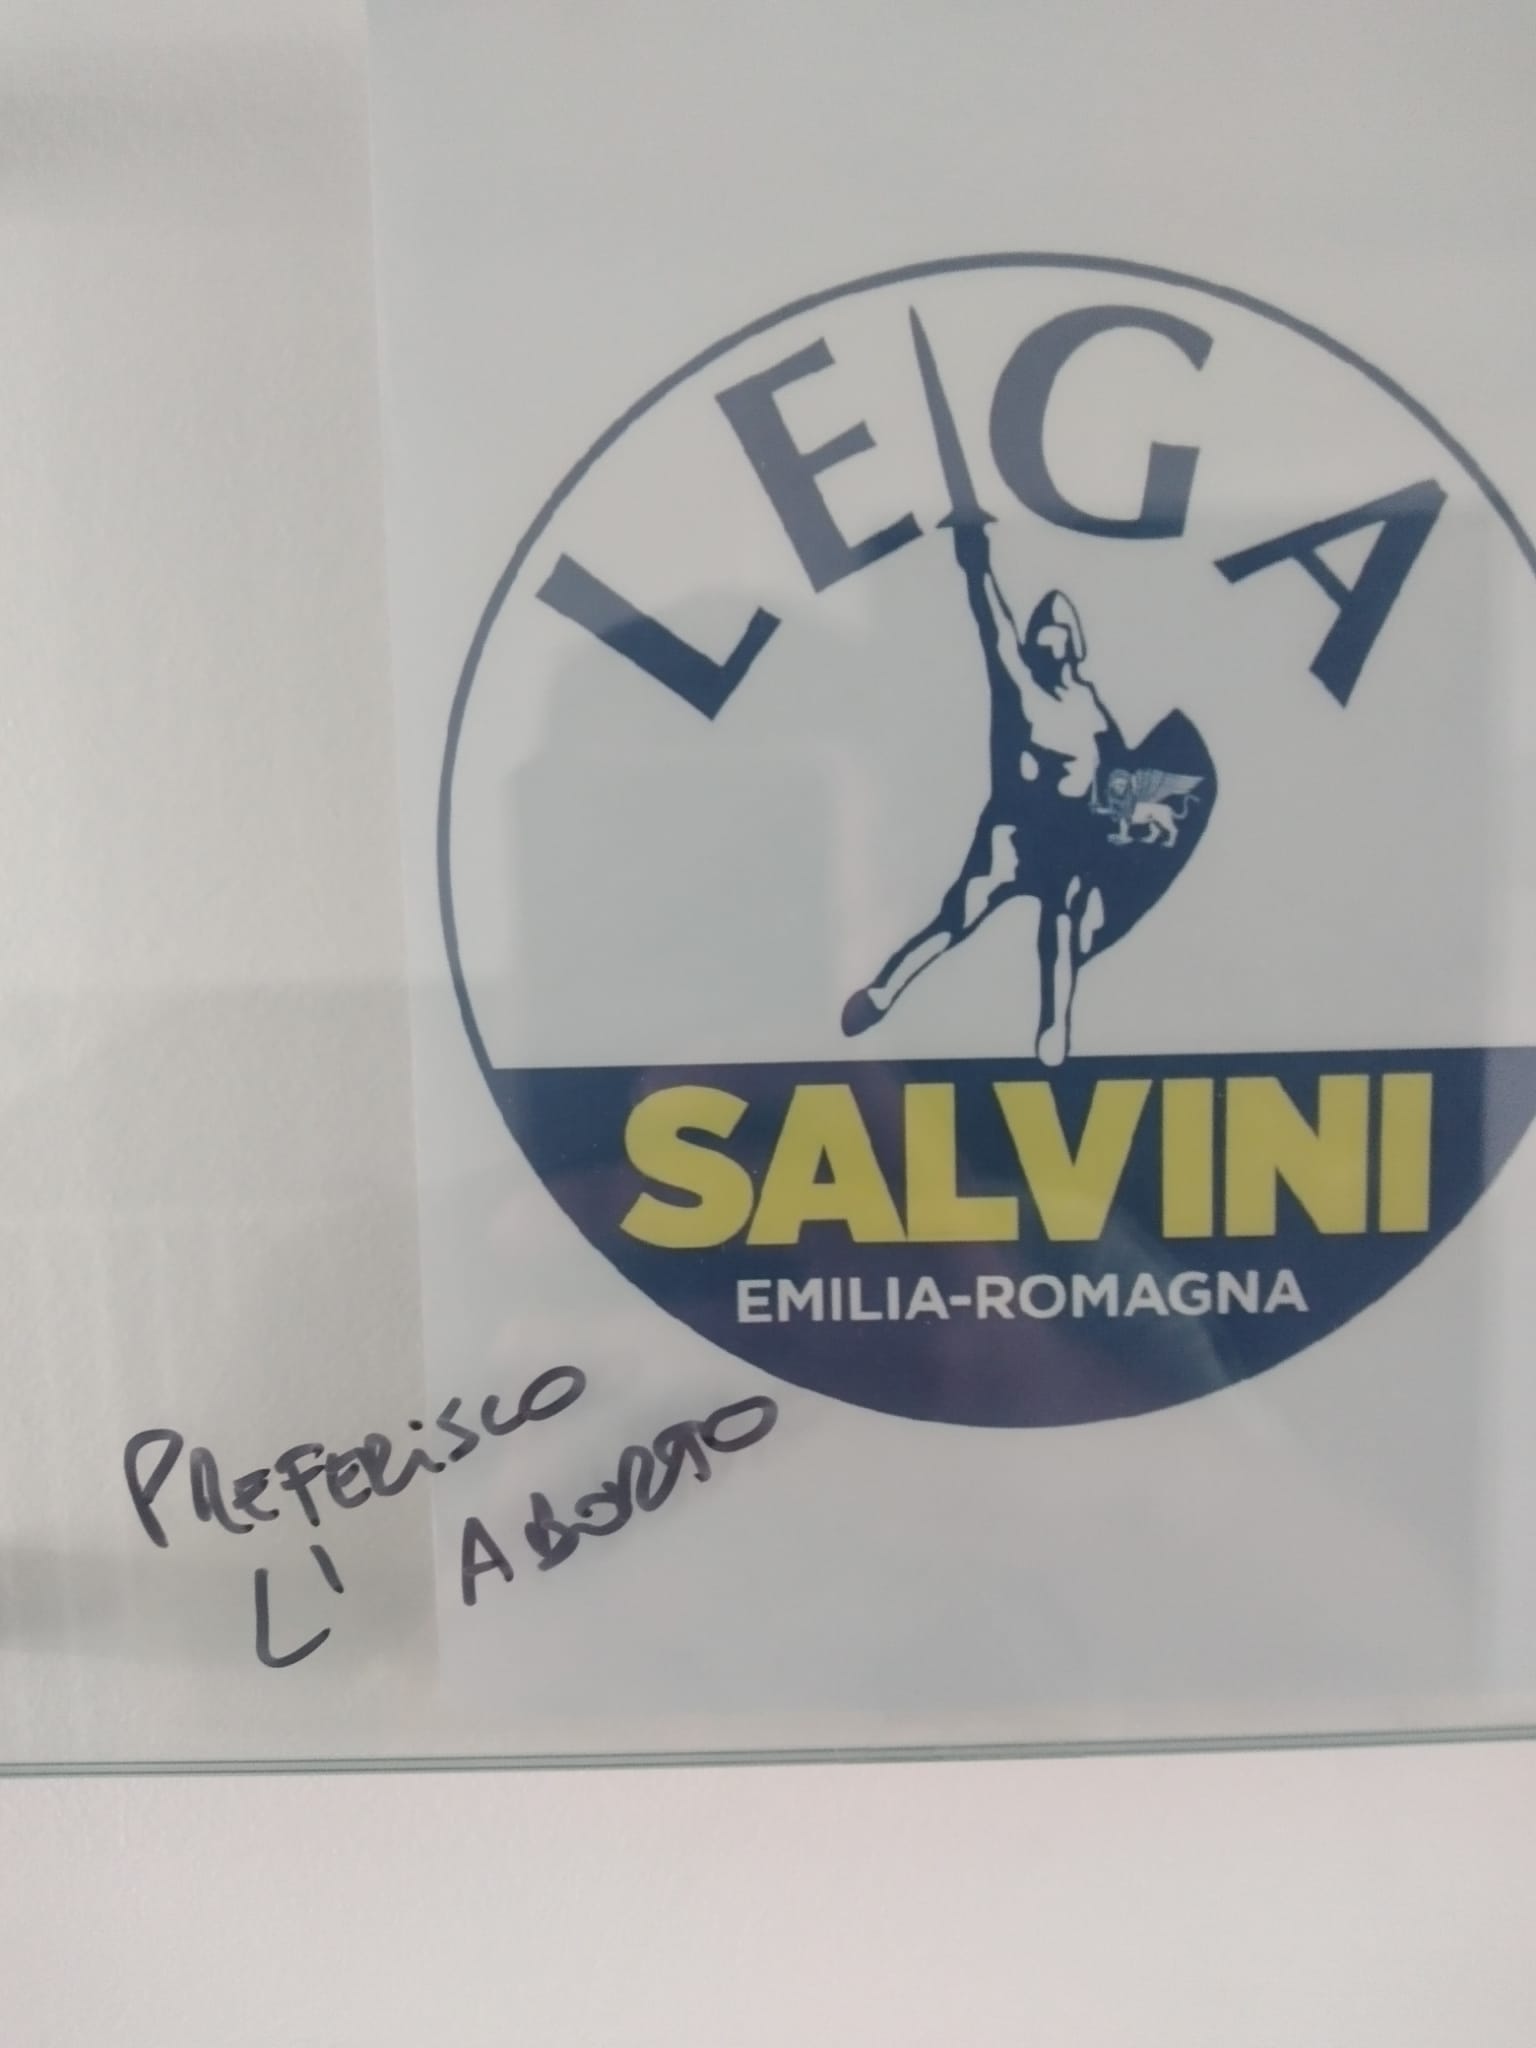 LEGA
SALVINI
EMILIA-ROMAGNA
PREFERiSCO
L' ABORTO